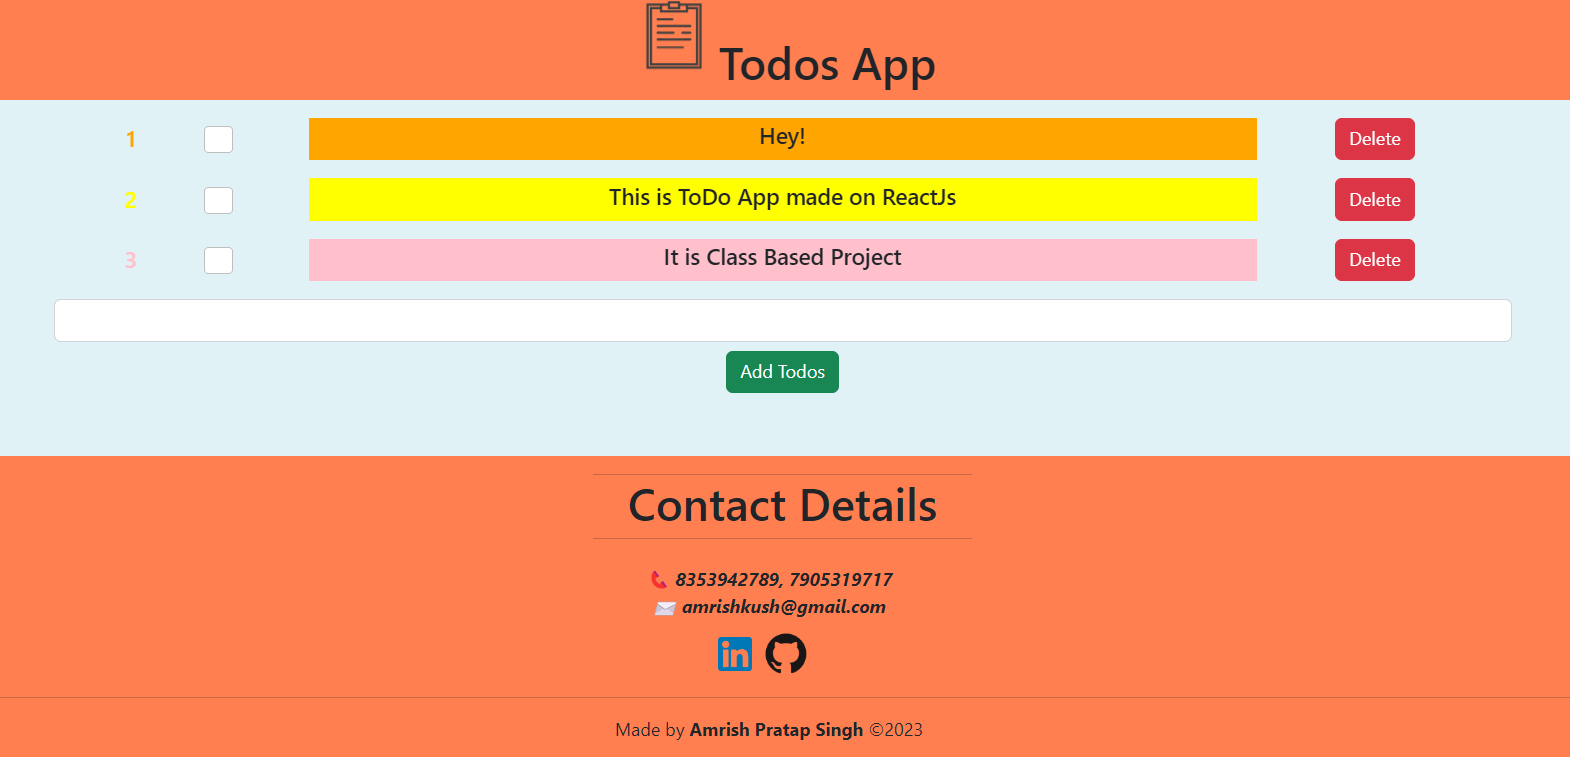 Todos App
1 Hey! Delete
2 This is ToDo App made on ReactJs Delete
3 It is Class Based Project Delete
Add Todos
Contact Details
8353942789, 7905319717
amrishkush@gmail.com
in
Made by Amrish Pratap Singh ©2023